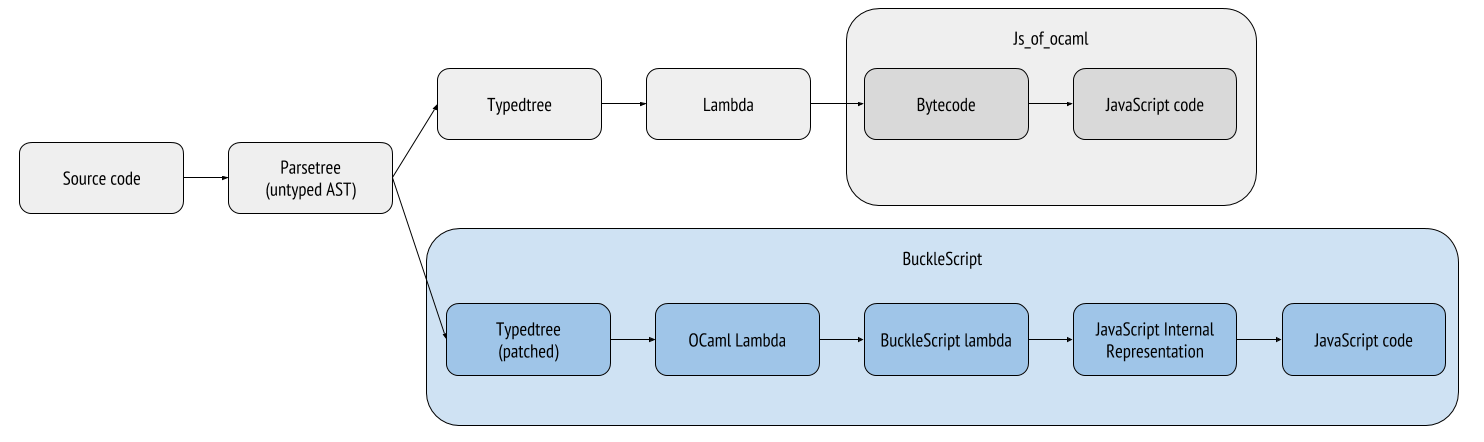 Js_of_ocaml
Typedtree
Lambda
Bytecode
JavaScript code
Source code
Parsetree
(untyped AST)
BuckleScript
Typedtree
(patched)
OCaml Lambda
BuckleScript lambda
JavaScript Internal
Representation
JavaScript code